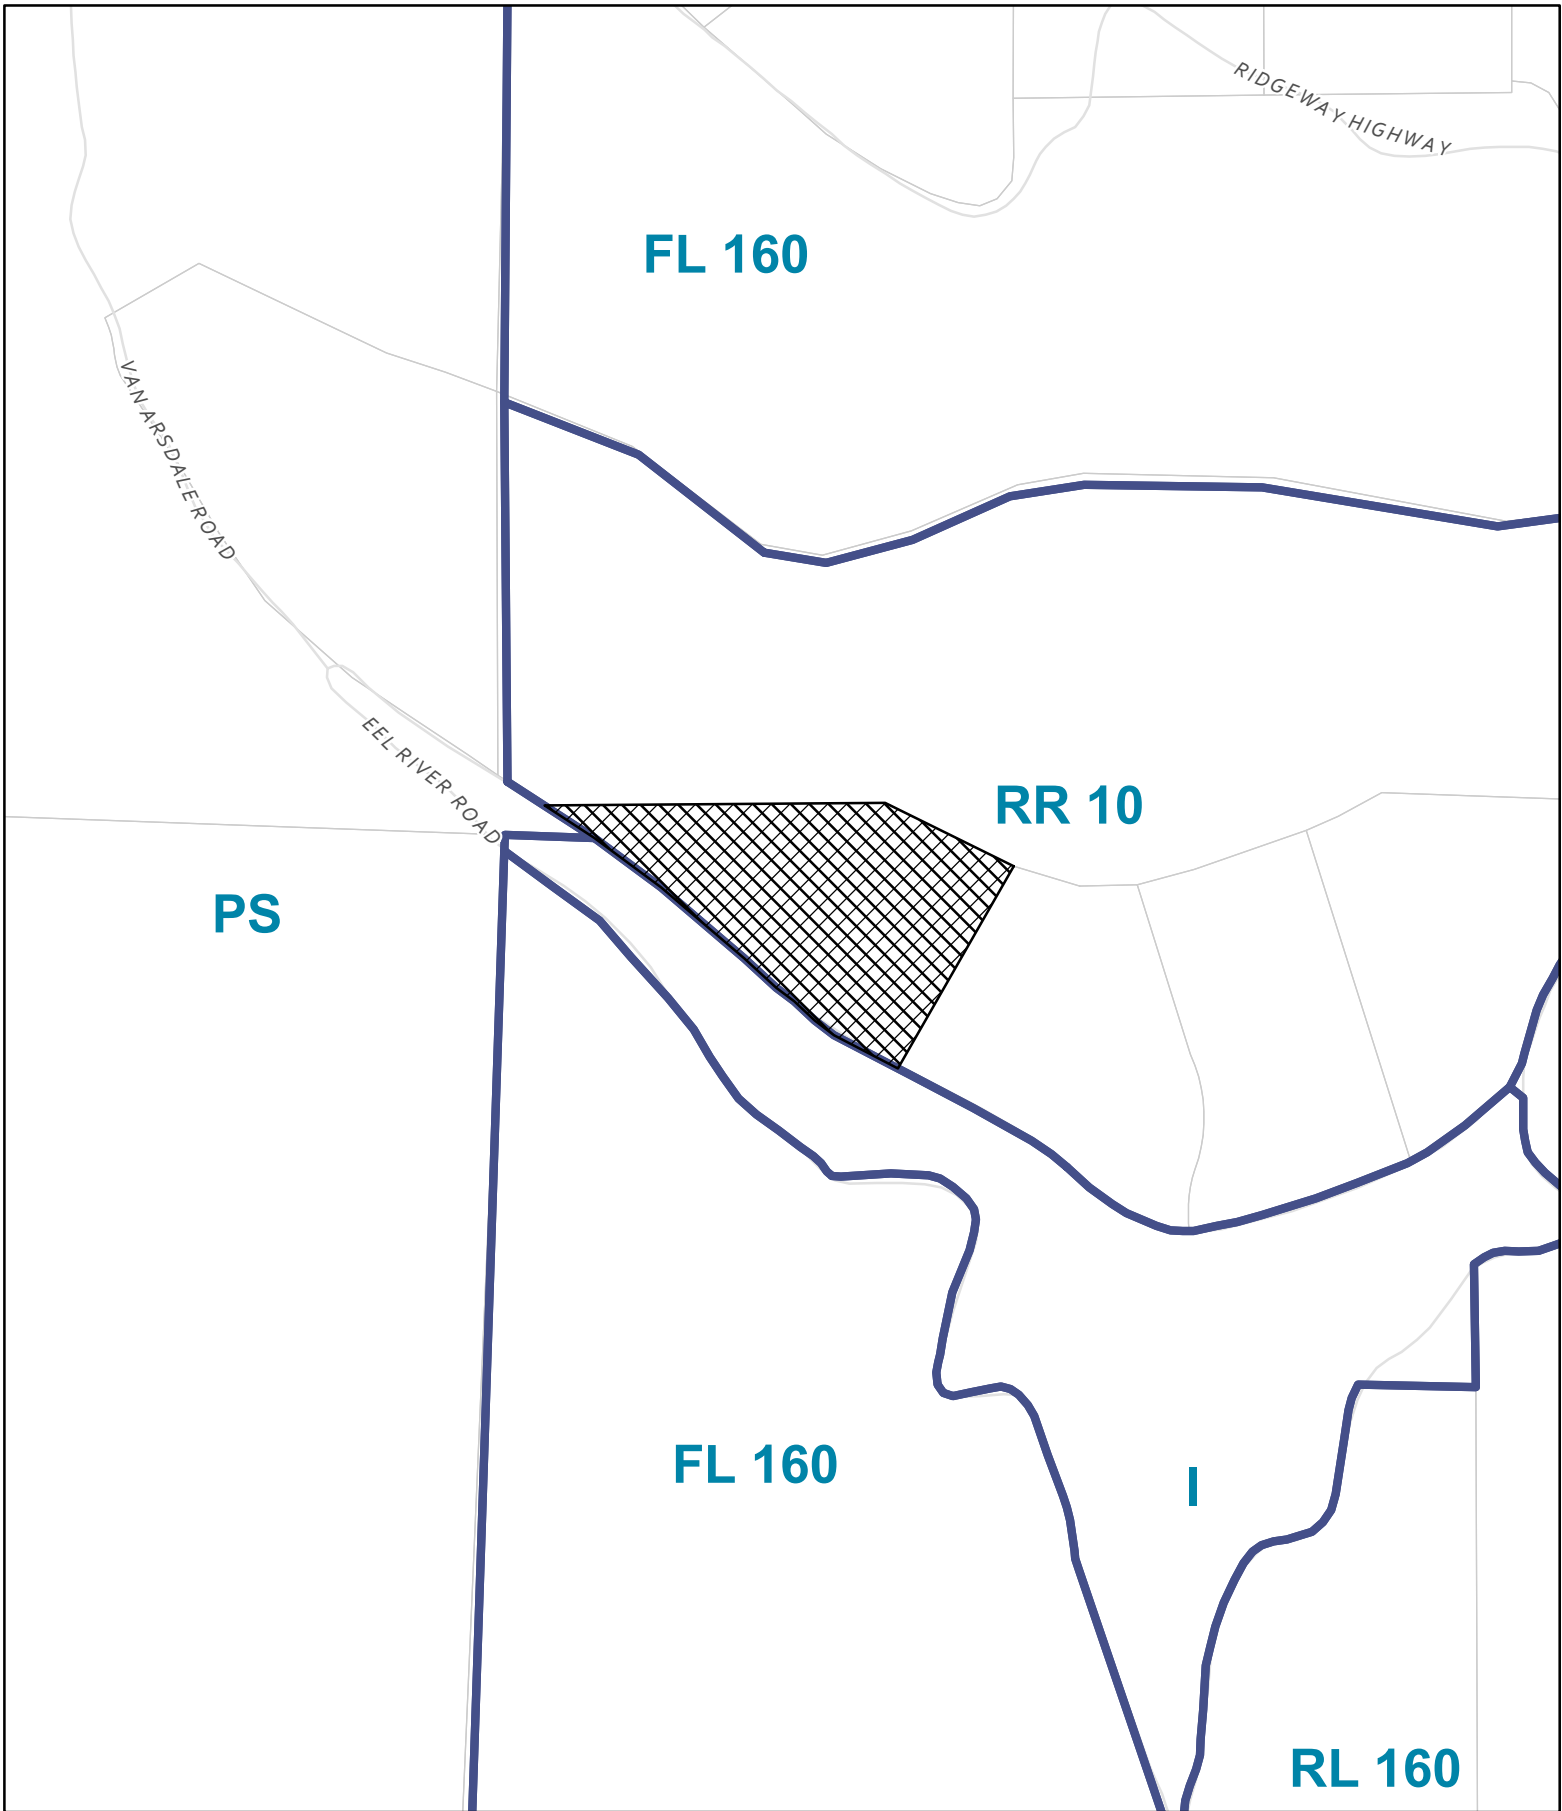 RIDGEWAY HIGHWAY
FL 160
VAN ARSDALE ROAD
EEL RIVER ROAD
RR 10
PS
FL 160
I
RL 160